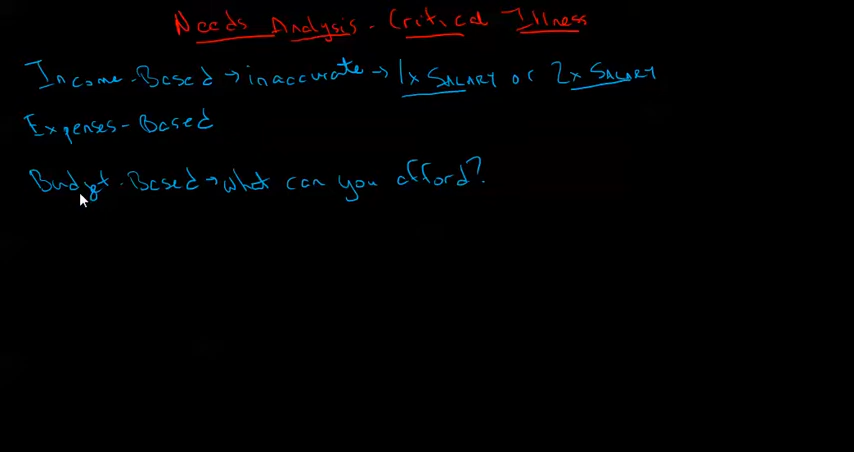 Needs Analysis - Critical Illness
Income-Based → inaccurate → 1x SALARY or 2x SALARY
Expenses-Based
Budget-Based → what can you afford?